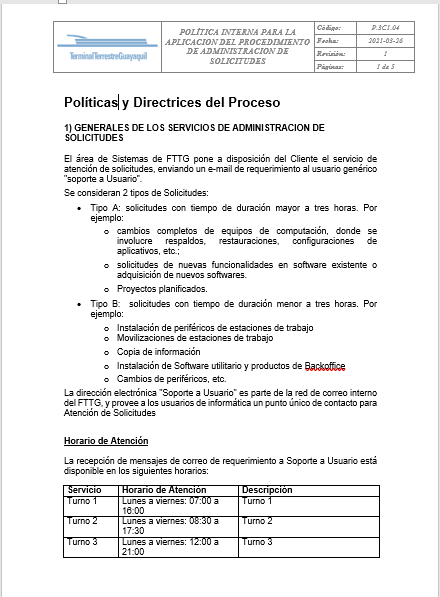 TerminalTerrestreGuayaquil
POLÍTICA INTERNA PARA LA
APLICACION DEL PROCEDIMIENTO
DE ADMINISTRACION DE
SOLICITUDES
Código: P.3C1.04
Fecha: 2021-03-26
Revisión: 1
Páginas: 1 de 5
Políticas y Directrices del Proceso
1) GENERALES DE LOS SERVICIOS DE ADMINISTRACION DE
SOLICITUDES
El área de Sistemas de FTTG pone a disposición del Cliente el servicio de
atención de solicitudes, enviando un e-mail de requerimiento al usuario genérico
"soporte a Usuario".
Se consideran 2 tipos de Solicitudes:
• Tipo A: solicitudes con tiempo de duración mayor a tres horas. Por
ejemplo:
o cambios completos de equipos de computación, donde se
involucre respaldos, restauraciones, configuraciones de
aplicativos, etc.;
o solicitudes de nuevas funcionalidades en software existente o
adquisición de nuevos softwares.
o Proyectos planificados.
• Tipo B: solicitudes con tiempo de duración menor a tres horas. Por
ejemplo:
o Instalación de periféricos de estaciones de trabajo
o Movilizaciones de estaciones de trabajo
o Copia de información
o Instalación de Software utilitario y productos de Backoffice
o Cambios de periféricos, etc.
La dirección electrónica "Soporte a Usuario" es parte de la red de correo interno
del FTTG, y provee a los usuarios de informática un punto único de contacto para
Atención de Solicitudes
Horario de Atención
La recepción de mensajes de correo de requerimiento a Soporte a Usuario está
disponible en los siguientes horarios:
Servicio Horario de Atención Descripción
Turno 1 Lunes a viernes: 07:00 a Turno 1
16:00
Turno 2 Lunes a viernes: 08:30 a Turno 2
17:30
Turno 3 Lunes a viernes: 12:00 a Turno 3
21:00